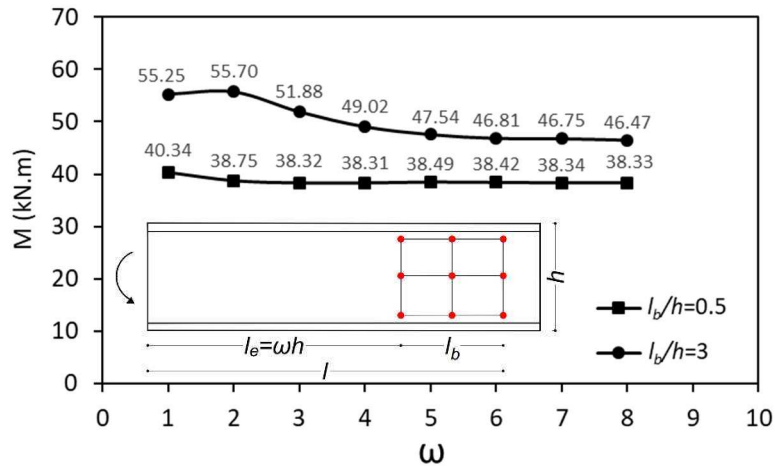 70
60
50
40
30
20
10
0
M (kN.m)
55.25
55.70
51.88
49.02
47.54
46.81
46.75
46.47
40.34
38.75
38.32
38.31
38.49
38.42
38.34
38.33
h
lₑ=ωh
l_b
l
l_b/h=0.5
l_b/h=3
0 1 2 3 4 5 6 7 8 9 10
ω